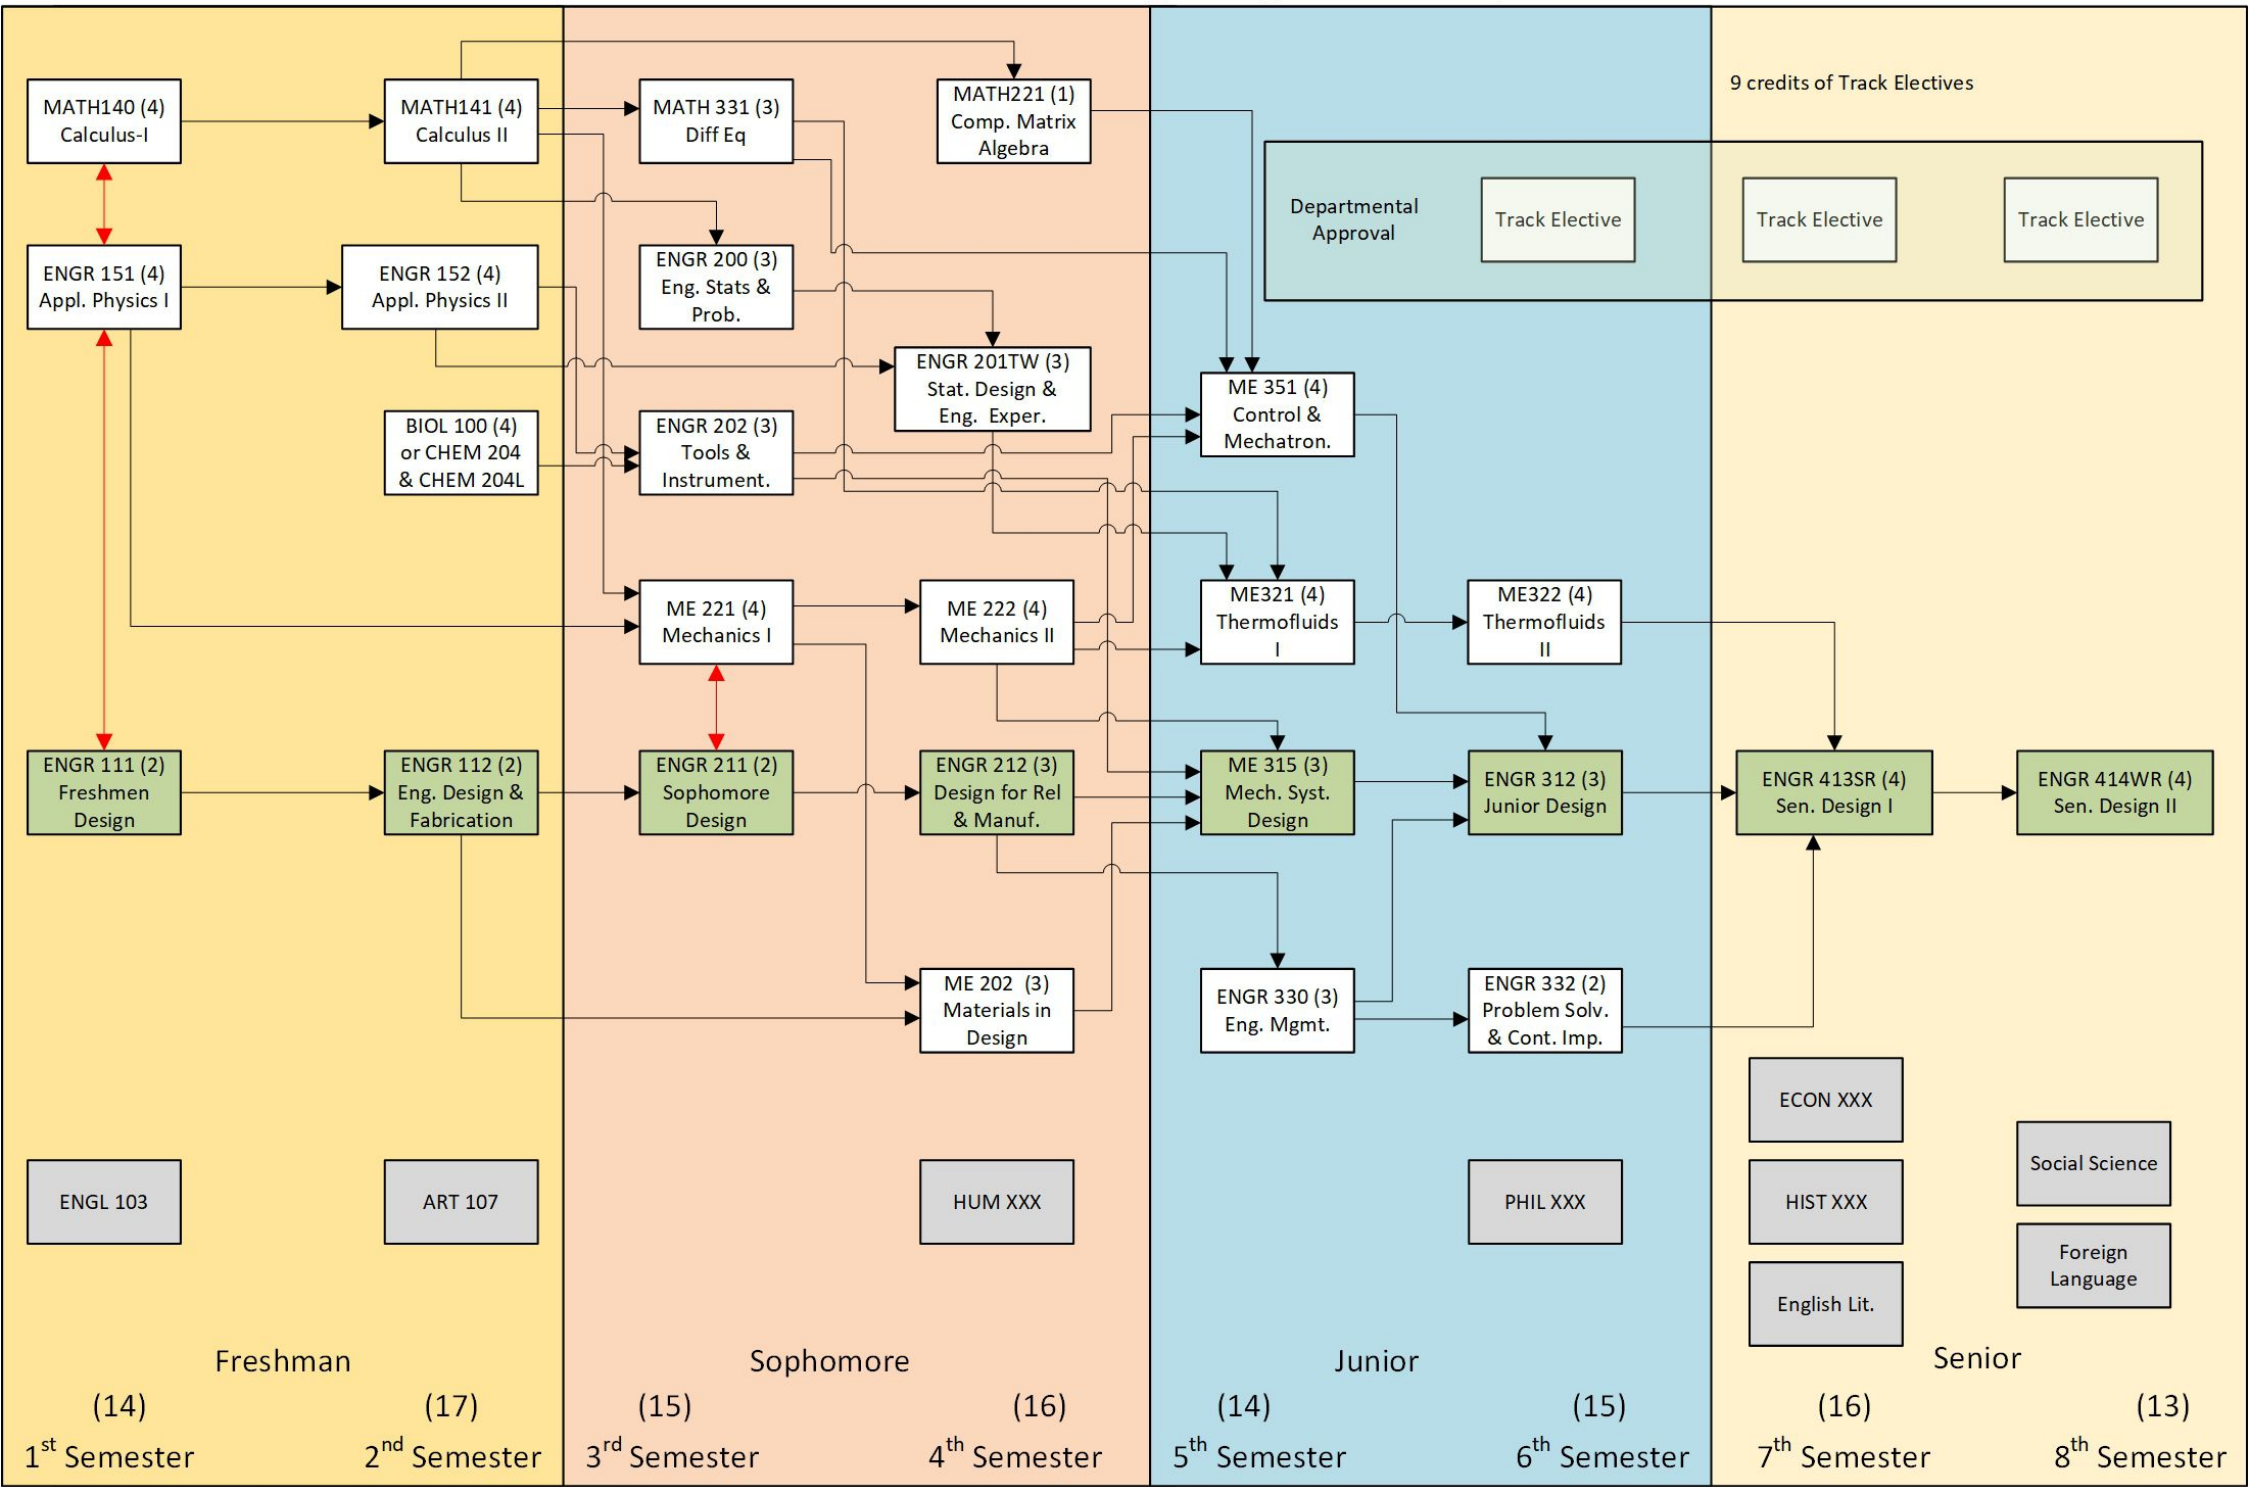 MATH140 (4)
Calculus-I
MATH141 (4)
Calculus II
MATH 331 (3)
Diff Eq
MATH221 (1)
Comp. Matrix
Algebra
9 credits of Track Electives
Departmental
Approval
Track Elective
Track Elective
Track Elective
ENGR 151 (4)
Appl. Physics I
ENGR 152 (4)
Appl. Physics II
ENGR 200 (3)
Eng. Stats &
Prob.
ENGR 201TW (3)
Stat. Design &
Eng. Exper.
ME 351 (4)
Control &
Mechatron.
BIOL 100 (4)
or CHEM 204
& CHEM 204L
ENGR 202 (3)
Tools &
Instrument.
ME 221 (4)
Mechanics I
ME 222 (4)
Mechanics II
ME321 (4)
Thermofluids
I
ME322 (4)
Thermofluids
II
ENGR 111 (2)
Freshmen
Design
ENGR 112 (2)
Eng. Design &
Fabrication
ENGR 211 (2)
Sophomore
Design
ENGR 212 (3)
Design for Rel
& Manuf.
ME 315 (3)
Mech. Syst.
Design
ENGR 312 (3)
Junior Design
ENGR 413SR (4)
Sen. Design I
ENGR 414WR (4)
Sen. Design II
ME 202 (3)
Materials in
Design
ENGR 330 (3)
Eng. Mgmt.
ENGR 332 (2)
Problem Solv.
& Cont. Imp.
ENGL 103
ART 107
HUM XXX
PHIL XXX
ECON XXX
HIST XXX
English Lit.
Social Science
Foreign
Language
Freshman
Sophomore
Junior
Senior
(14)
(17)
(15)
(16)
(14)
(15)
(16)
(13)
1st Semester
2nd Semester
3rd Semester
4th Semester
5th Semester
6th Semester
7th Semester
8th Semester